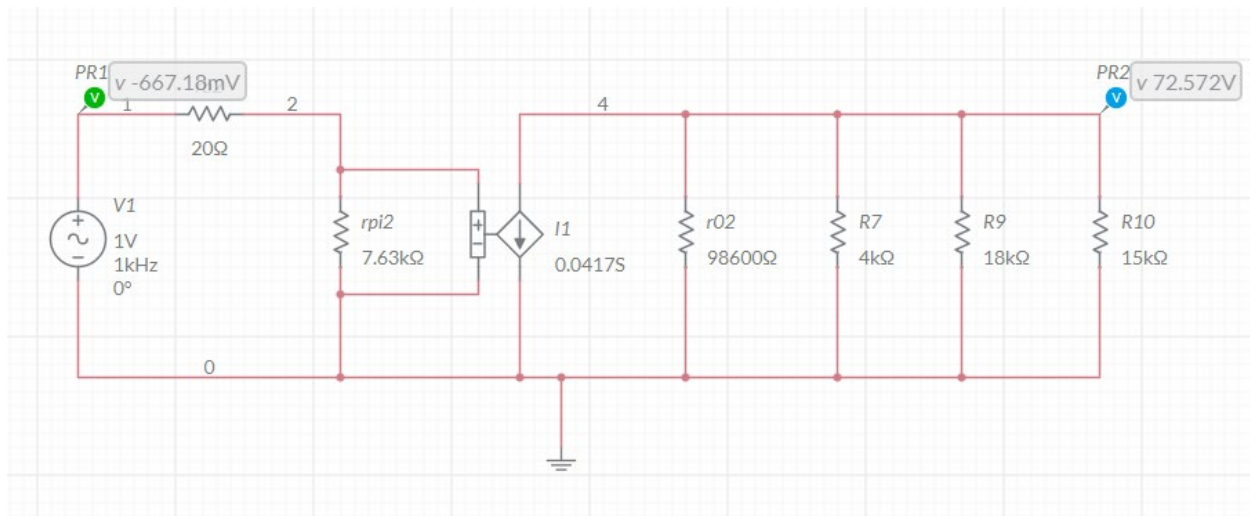 PR1
v -667.18mV
PR2
v 72.572V
1
2
4
20Ω
V1
+
−
1V
1kHz
0°
rpi2
7.63kΩ
+
−
I1
0.0417S
r02
98600Ω
R7
4kΩ
R9
18kΩ
R10
15kΩ
0
V
V